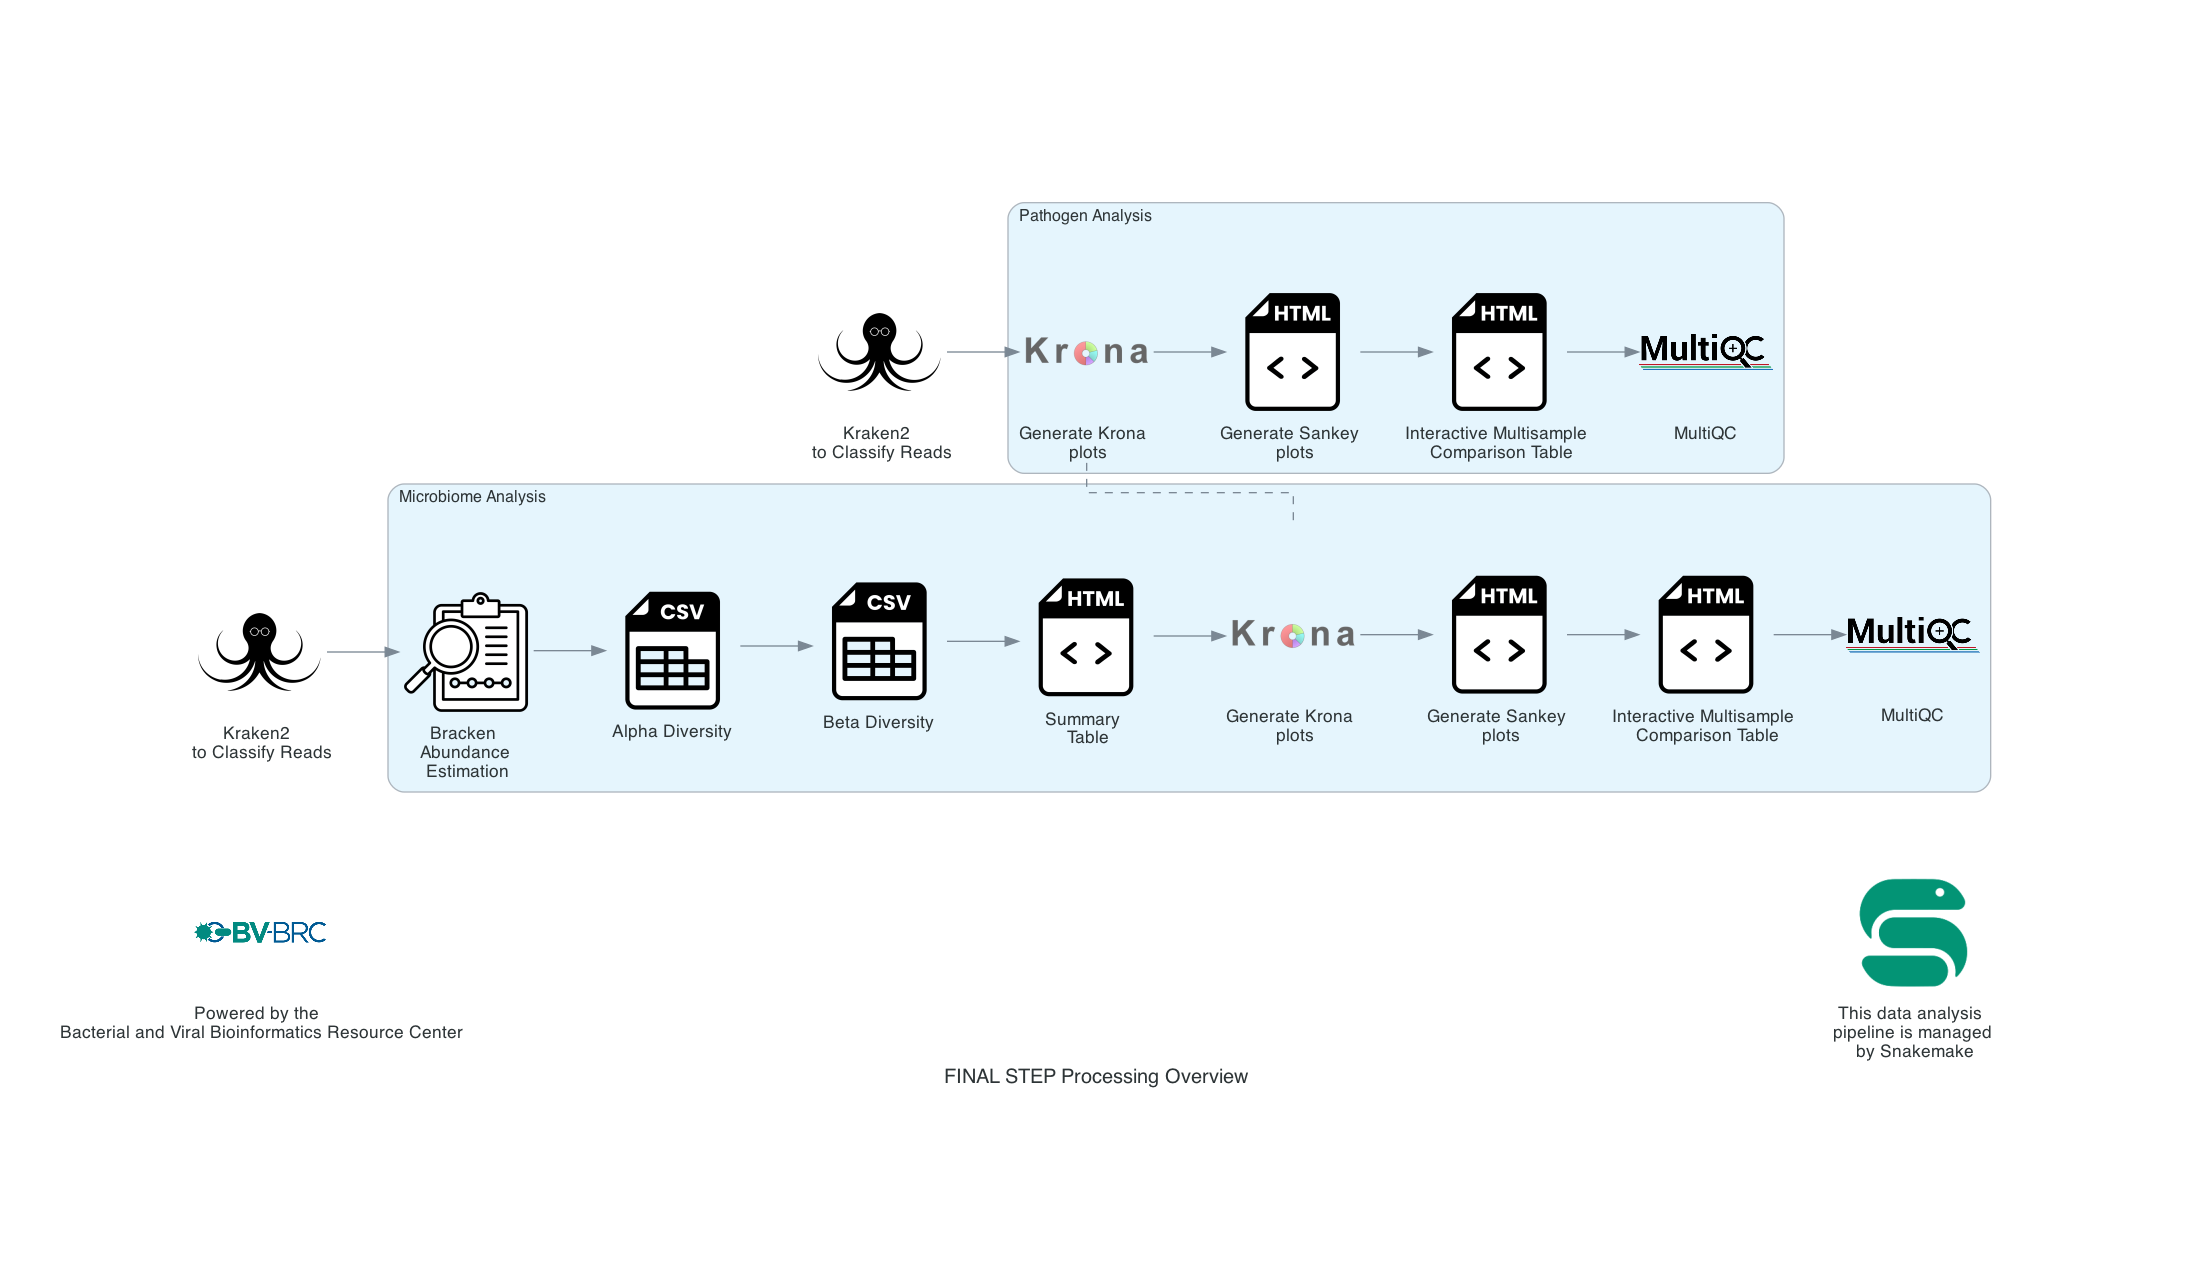 Pathogen Analysis
HTML
HTML
Krona
MultiQC
Kraken2
to Classify Reads
Generate Krona
plots
Generate Sankey
plots
Interactive Multisample
Comparison Table
MultiQC
Microbiome Analysis
CSV
CSV
HTML
Krona
HTML
HTML
MultiQC
Kraken2
to Classify Reads
Bracken
Abundance
Estimation
Alpha Diversity
Beta Diversity
Summary
Table
Generate Krona
plots
Generate Sankey
plots
Interactive Multisample
Comparison Table
MultiQC
BV-BRC
Powered by the
Bacterial and Viral Bioinformatics Resource Center
This data analysis
pipeline is managed
by Snakemake
FINAL STEP Processing Overview